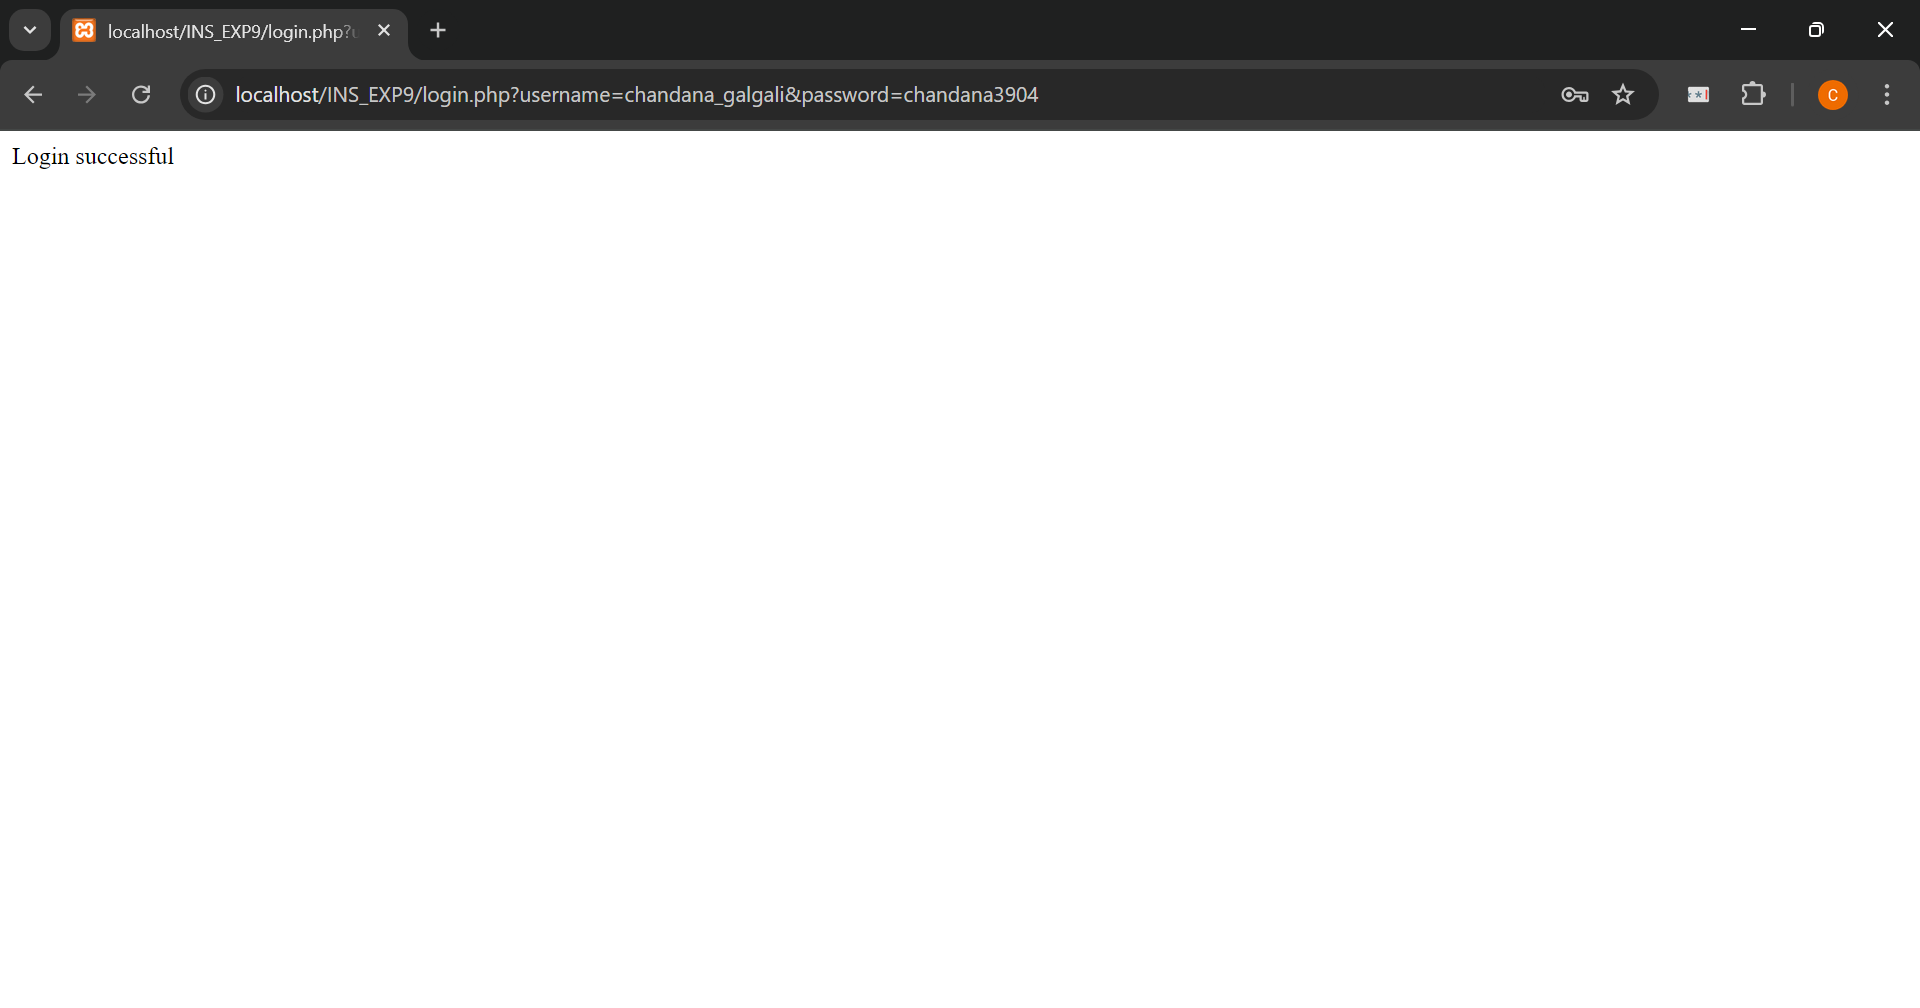 localhost/INS_EXP9/login.php?u
localhost/INS_EXP9/login.php?username=chandana_galgali&password=chandana3904
C
Login successful